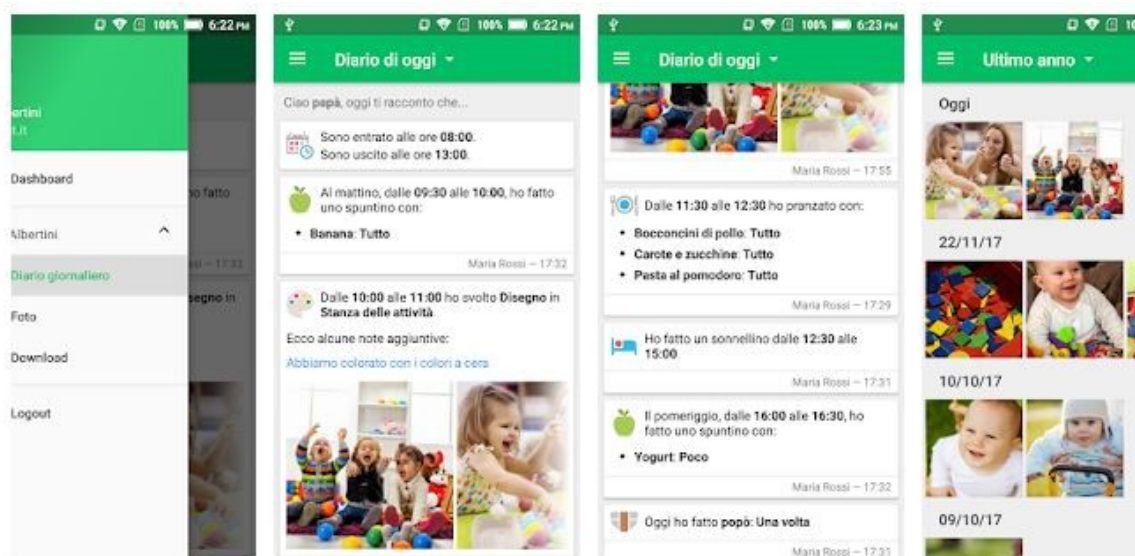 100% 6:22 PM
ertini
t.it
Dashboard
Albertini
Diario giornaliero
Foto
Download
Logout
no fatto
17:32
segno in
100% 6:22 PM
Diario di oggi
Ciao papà, oggi ti racconto che...
Sono entrato alle ore 08:00.
Sono uscito alle ore 13:00.
Al mattino, dalle 09:30 alle 10:00, ho fatto
uno spuntino con:
• Banana: Tutto
Maria Rossi – 17:32
Dalle 10:00 alle 11:00 ho svolto Disegno in
Stanza delle attività.
Ecco alcune note aggiuntive:
Abbiamo colorato con i colori a cera
100% 6:23 PM
Diario di oggi
Maria Rossi – 17:55
Dalle 11:30 alle 12:30 ho pranzato con:
• Bocconcini di pollo: Tutto
• Carote e zucchine: Tutto
• Pasta al pomodoro: Tutto
Maria Rossi – 17:29
Ho fatto un sonnellino dalle 12:30 alle
15:00.
Maria Rossi – 17:31
Il pomeriggio, dalle 16:00 alle 16:30, ho
fatto uno spuntino con:
• Yogurt: Poco
Maria Rossi – 17:32
Oggi ho fatto popò: Una volta
Maria Rossi – 17:31
10
Ultimo anno
Oggi
22/11/17
10/10/17
09/10/17